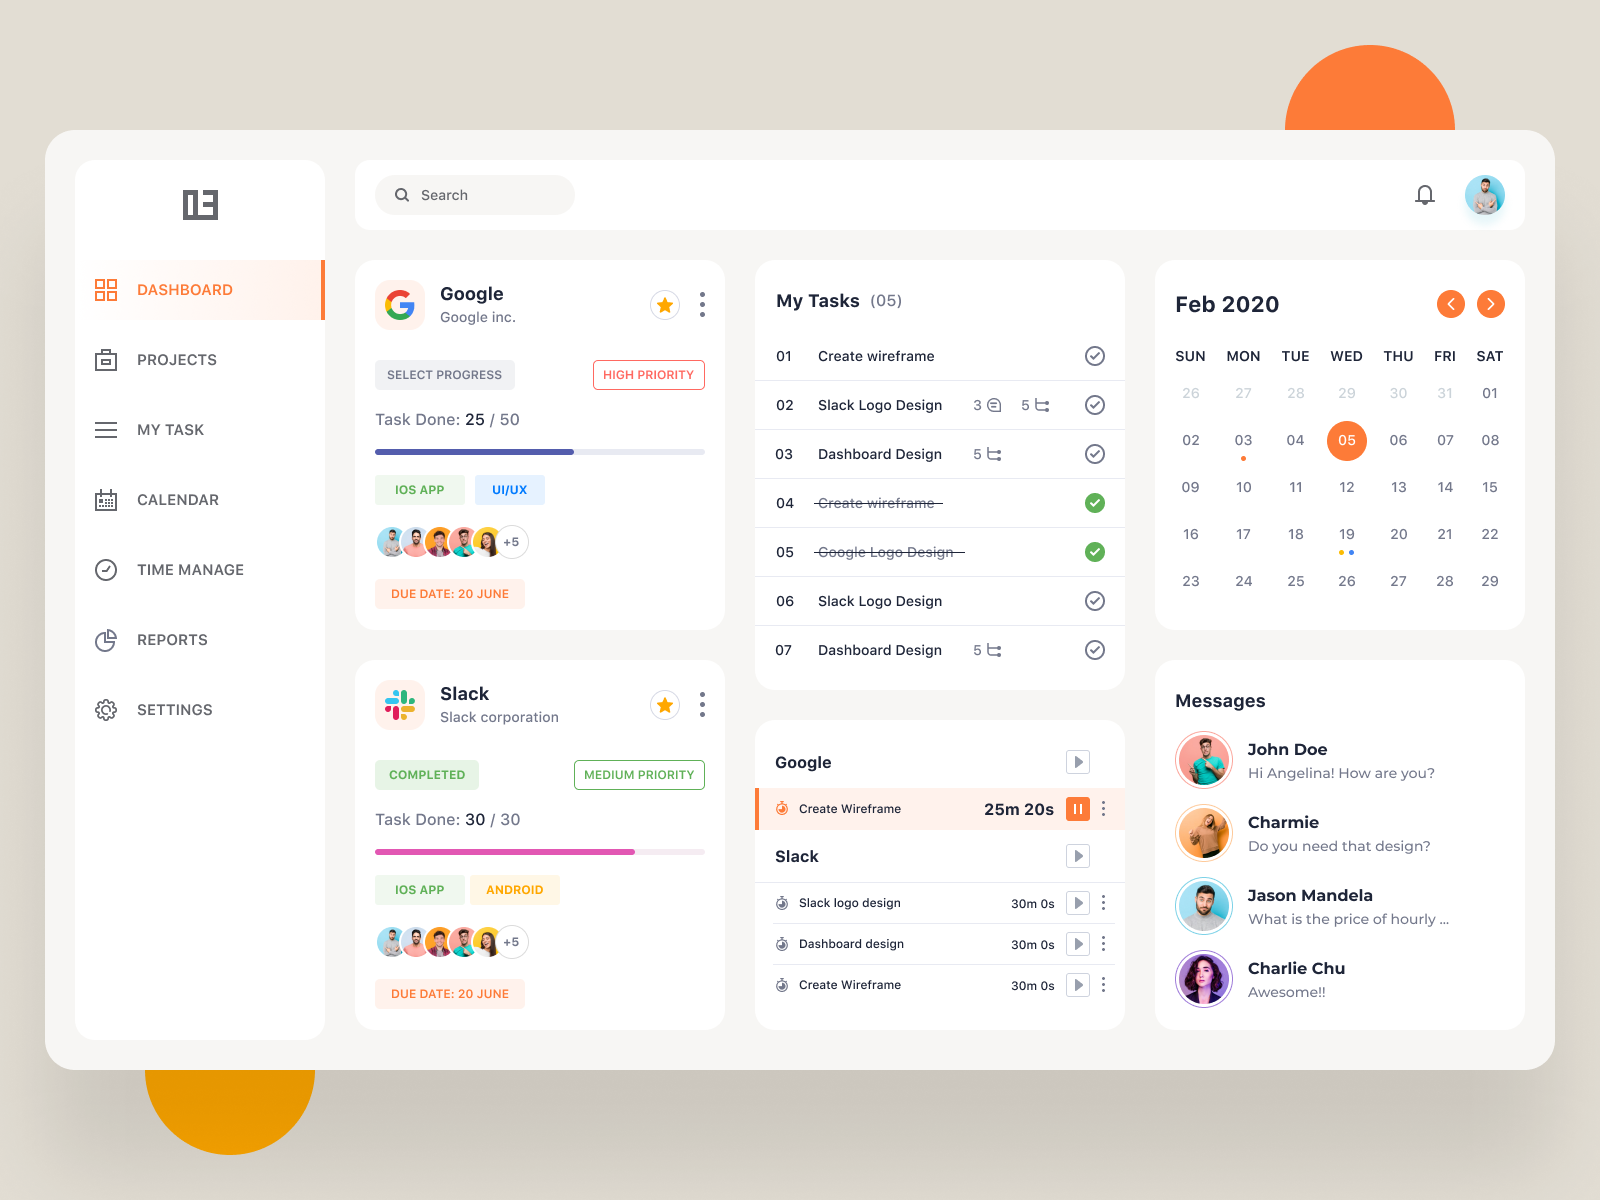 DASHBOARD
PROJECTS
MY TASK
CALENDAR
TIME MANAGE
REPORTS
SETTINGS
Search
Google
Google inc.
SELECT PROGRESS
HIGH PRIORITY
Task Done: 25 / 50
IOS APP
UI/UX
+5
DUE DATE: 20 JUNE
Slack
Slack corporation
COMPLETED
MEDIUM PRIORITY
Task Done: 30 / 30
IOS APP
ANDROID
+5
DUE DATE: 20 JUNE
My Tasks (05)
01 Create wireframe
02 Slack Logo Design 3 5
03 Dashboard Design 5
04 Create wireframe
05 Google Logo Design
06 Slack Logo Design
07 Dashboard Design 5
Google
Create Wireframe 25m 20s
Slack
Slack logo design 30m 0s
Dashboard design 30m 0s
Create Wireframe 30m 0s
Feb 2020
SUN MON TUE WED THU FRI SAT
26 27 28 29 30 31 01
02 03 04 05 06 07 08
09 10 11 12 13 14 15
16 17 18 19 20 21 22
23 24 25 26 27 28 29
Messages
John Doe
Hi Angelina! How are you?
Charmie
Do you need that design?
Jason Mandela
What is the price of hourly ...
Charlie Chu
Awesome!!